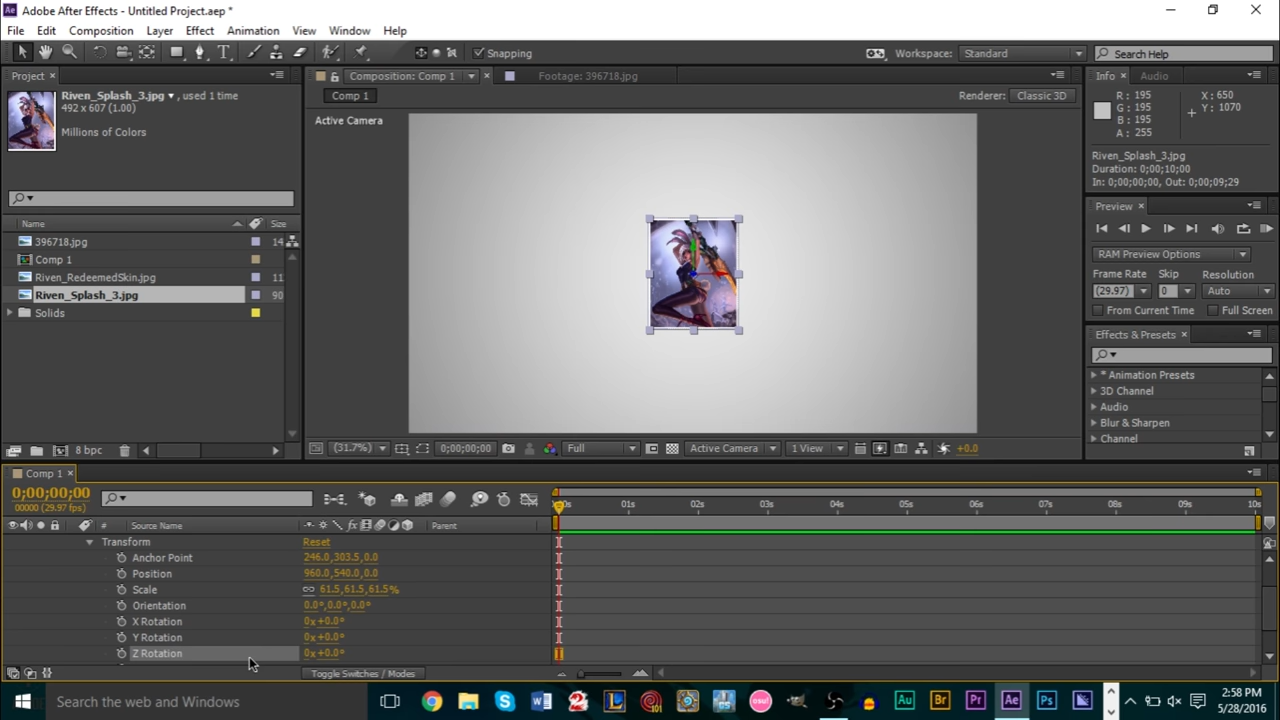 Adobe After Effects - Untitled Project.aep *
File Edit Composition Layer Effect Animation View Window Help
Snapping
Workspace: Standard
Search Help
Project
Riven_Splash_3.jpg , used 1 time
492 x 607 (1.00)
Millions of Colors
Name Size
396718.jpg 14
Comp 1
Riven_RedeemedSkin.jpg 11
Riven_Splash_3.jpg 90
Solids
8 bpc
Composition: Comp 1
Footage: 396718.jpg
Comp 1
Renderer: Classic 3D
Active Camera
(31.7%) 0;00;00;00 Full Active Camera 1 View +0.0
Info Audio
R : 195 X : 650
G : 195 Y : 1070
B : 195
A : 255
Riven_Splash_3.jpg
Duration: 0;00;10;00
In: 0;00;00;00, Out: 0;00;09;29
Preview
RAM Preview Options
Frame Rate Skip Resolution
(29.97) 0 Auto
From Current Time Full Screen
Effects & Presets
* Animation Presets
3D Channel
Audio
Blur & Sharpen
Channel
Comp 1
0;00;00;00
00000 (29.97 fps)
01s 02s 03s 04s 05s 06s 07s 08s 09s 10s
# Source Name Parent
Transform Reset
Anchor Point 246.0,303.5,0.0
Position 960.0,540.0,0.0
Scale 61.5,61.5,61.5%
Orientation 0.0°,0.0°,0.0°
X Rotation 0x+0.0°
Y Rotation 0x+0.0°
Z Rotation 0x+0.0°
Toggle Switches / Modes
Search the web and Windows
2:58 PM
5/28/2016